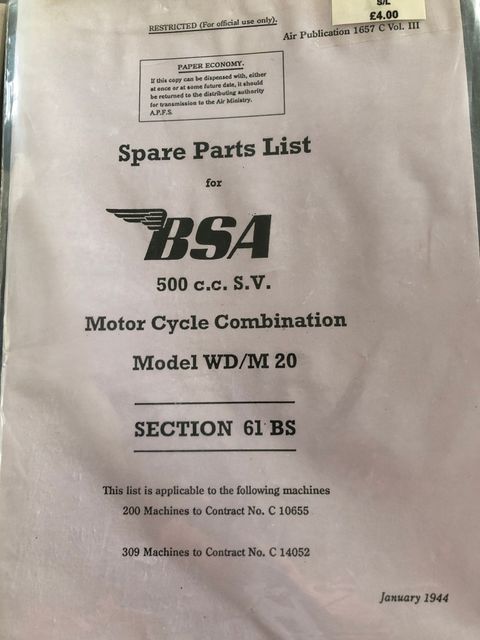 S/L
£4.00
RESTRICTED (For official use only).
Air Publication 1657 C Vol. III
PAPER ECONOMY.
If this copy can be dispensed with, either
at once or at some future date, it should
be returned to the distributing authority
for transmission to the Air Ministry.
A.P.F.S.
Spare Parts List
for
BSA
500 c.c. S.V.
Motor Cycle Combination
Model WD/M 20
SECTION 61 BS
This list is applicable to the following machines
200 Machines to Contract No. C 10655
309 Machines to Contract No. C 14052
January 1944